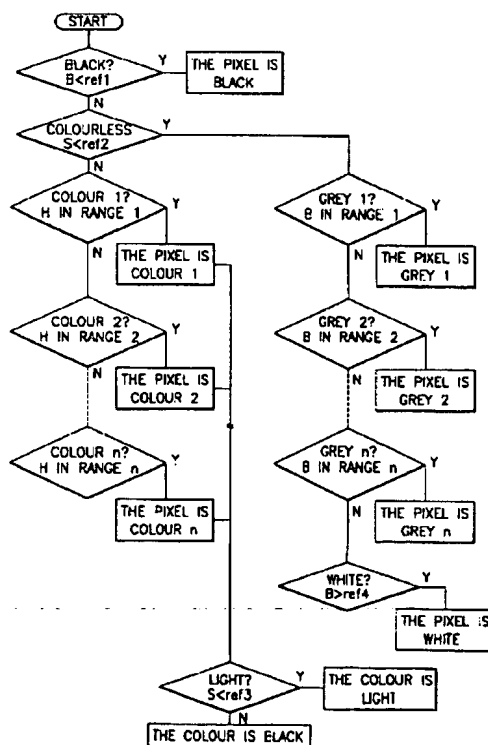 START
BLACK?
B<ref1
Y
THE PIXEL IS
BLACK
N
COLOURLESS
S<ref2
Y
N
COLOUR 1?
H IN RANGE 1
Y
GREY 1?
B IN RANGE 1
Y
N
THE PIXEL IS
COLOUR 1
N
THE PIXEL IS
GREY 1
COLOUR 2?
H IN RANGE 2
Y
GREY 2?
B IN RANGE 2
Y
N
THE PIXEL IS
COLOUR 2
N
THE PIXEL IS
GREY 2
COLOUR n?
H IN RANGE n
Y
GREY n?
B IN RANGE n
Y
THE PIXEL IS
COLOUR n
N
THE PIXEL IS
GREY n
WHITE?
B>ref4
Y
THE PIXEL IS
WHITE
LIGHT?
S<ref3
Y
THE COLOUR IS
LIGHT
N
THE COLOUR IS BLACK